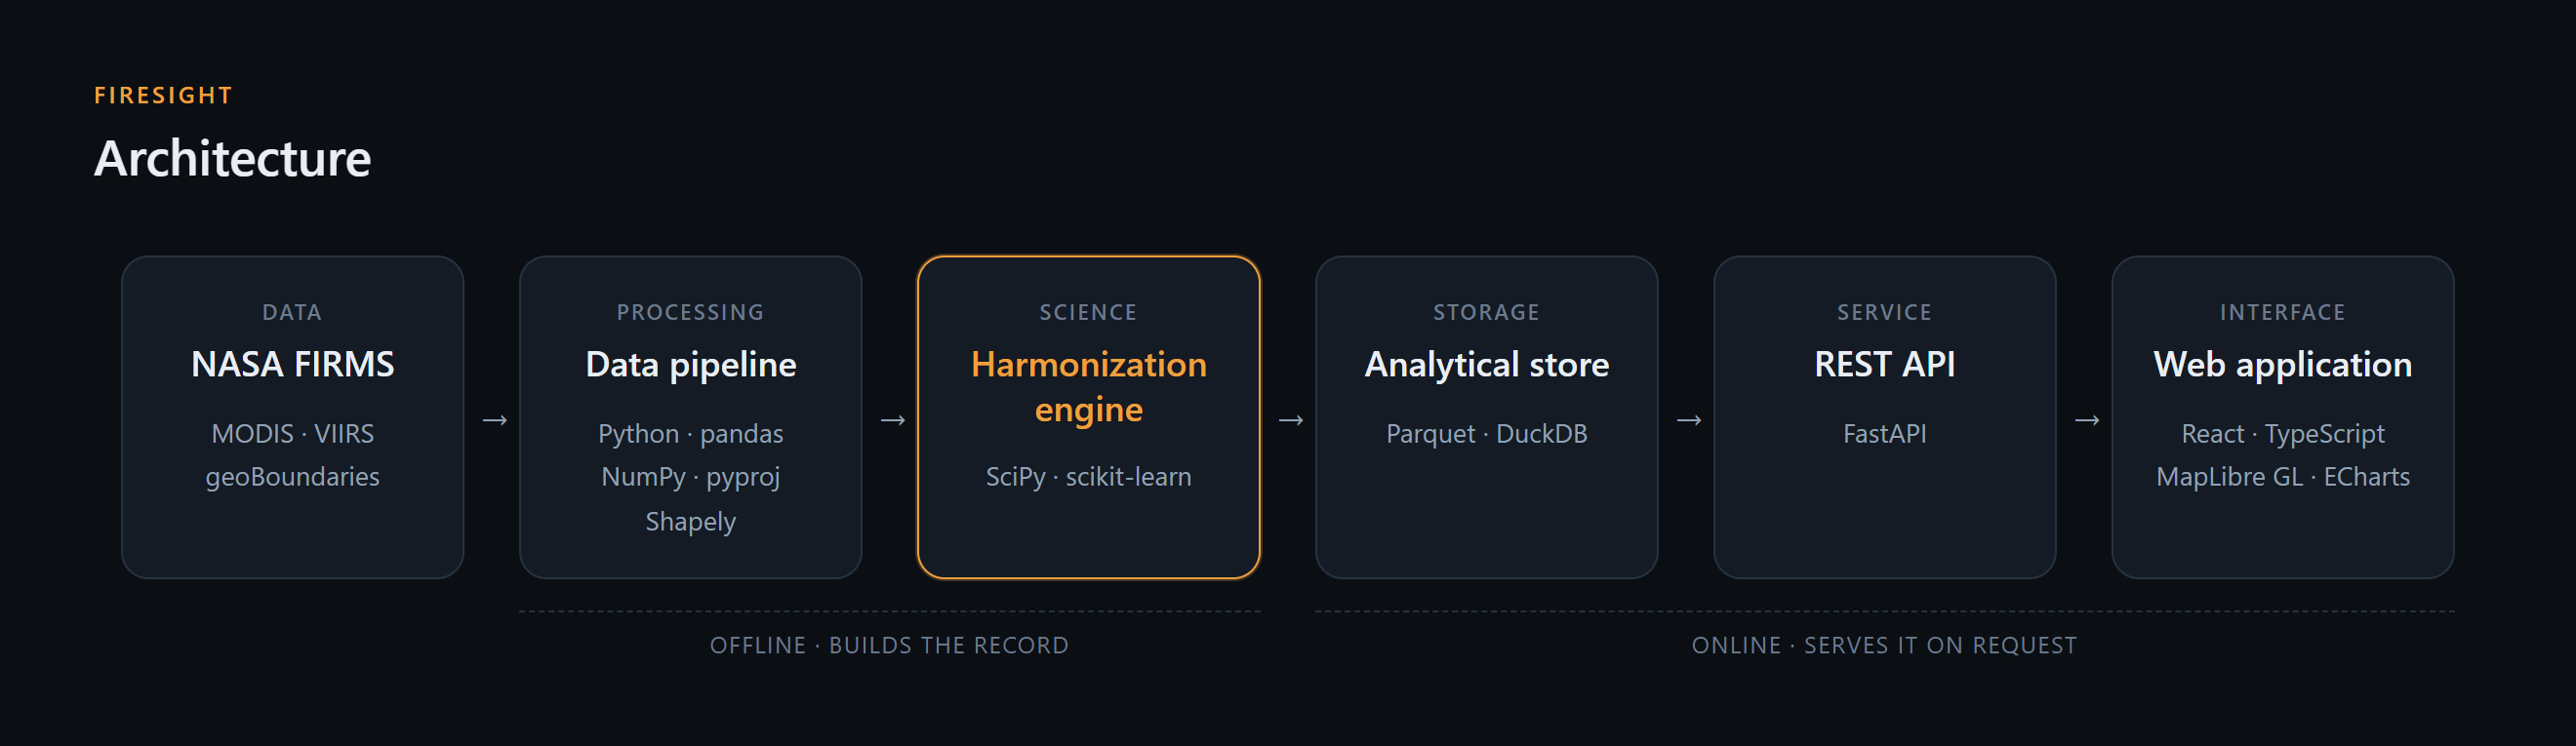 FIRESIGHT
Architecture
DATA
NASA FIRMS
MODIS · VIIRS
geoBoundaries
→
PROCESSING
Data pipeline
Python · pandas
NumPy · pyproj
Shapely
→
SCIENCE
Harmonization
engine
SciPy · scikit-learn
→
STORAGE
Analytical store
Parquet · DuckDB
→
SERVICE
REST API
FastAPI
→
INTERFACE
Web application
React · TypeScript
MapLibre GL · ECharts
OFFLINE · BUILDS THE RECORD
ONLINE · SERVES IT ON REQUEST